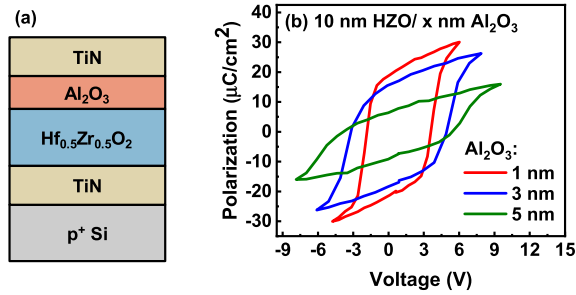 (a)
TiN
Al₂O₃
Hf₀.₅Zr₀.₅O₂
TiN
p⁺ Si
(b) 10 nm HZO/ x nm Al₂O₃
Polarization (µC/cm²)
40
30
20
10
0
-10
-20
-30
Al₂O₃:
1 nm
3 nm
5 nm
-9 -6 -3 0 3 6 9 12 15
Voltage (V)